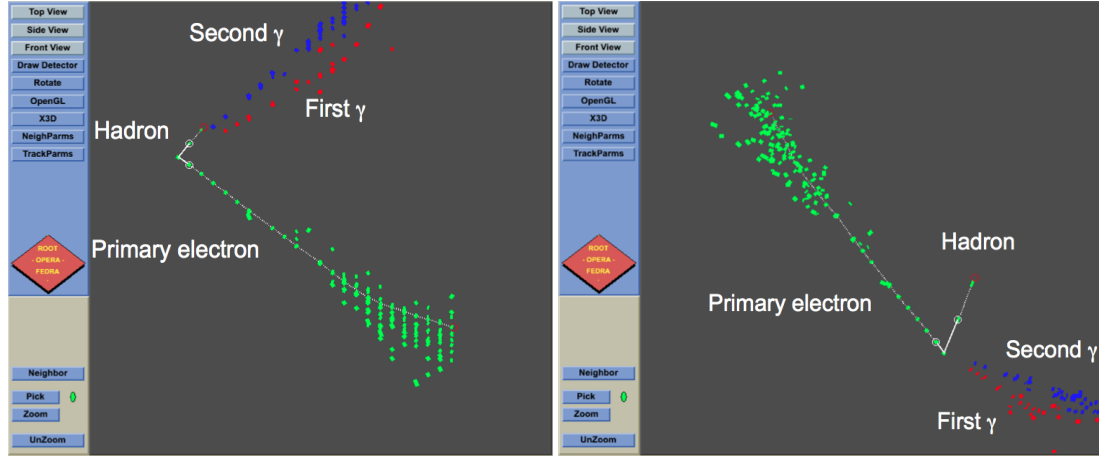 Top View
Side View
Front View
Draw Detector
Rotate
OpenGL
X3D
NeighParms
TrackParms
ROOT
- OPERA -
FEDRA
Neighbor
Pick
Zoom
UnZoom
Second γ
First γ
Hadron
Primary electron
Top View
Side View
Front View
Draw Detector
Rotate
OpenGL
X3D
NeighParms
TrackParms
ROOT
- OPERA -
FEDRA
Neighbor
Pick
Zoom
UnZoom
Hadron
Primary electron
Second γ
First γ